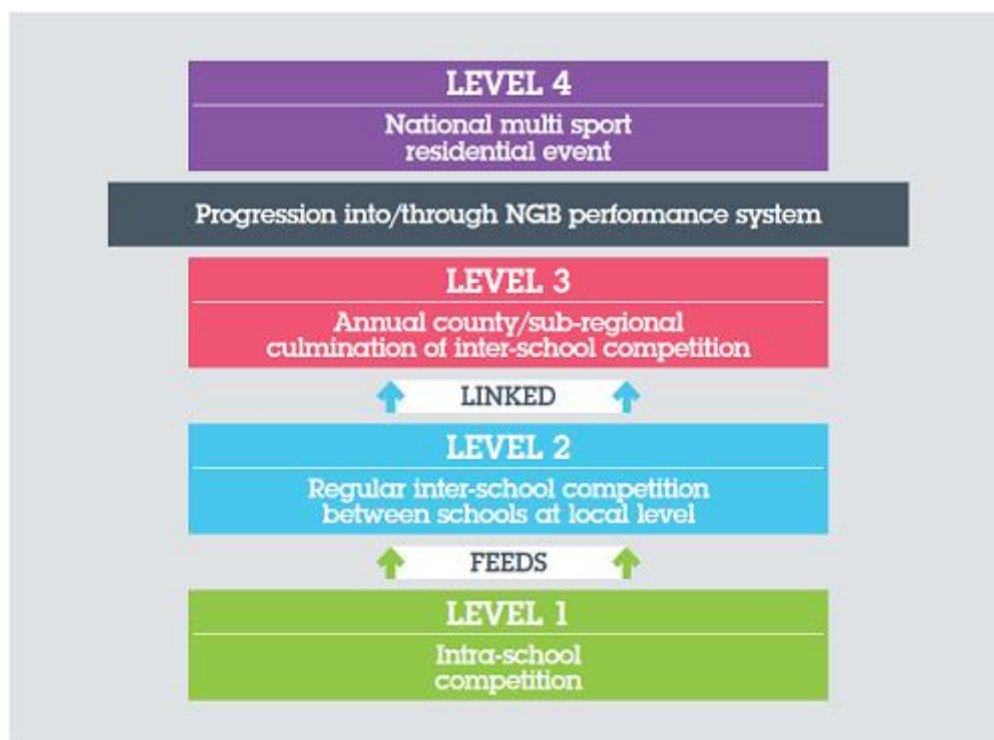 LEVEL 4
National multi sport
residential event
Progression into/through NGB performance system
LEVEL 3
Annual county/sub-regional
culmination of inter-school competition
LINKED
LEVEL 2
Regular inter-school competition
between schools at local level
FEEDS
LEVEL 1
Intra-school
competition